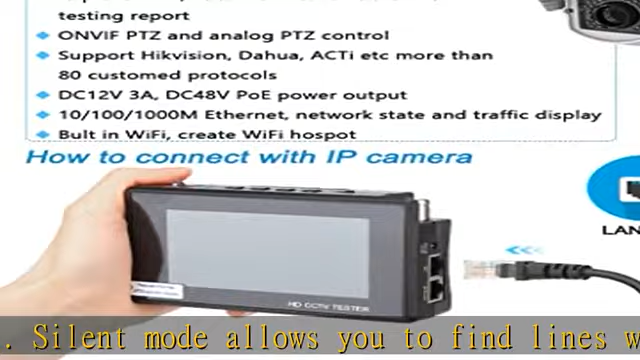 testing report
ONVIF PTZ and analog PTZ control
Support Hikvision, Dahua, ACTi etc more than
80 customed protocols
DC12V 3A, DC48V PoE power output
10/100/1000M Ethernet, network state and traffic display
Bult in WiFi, create WiFi hospot
How to connect with IP camera
LAN
HD CCTV TESTER
. Silent mode allows you to find lines w